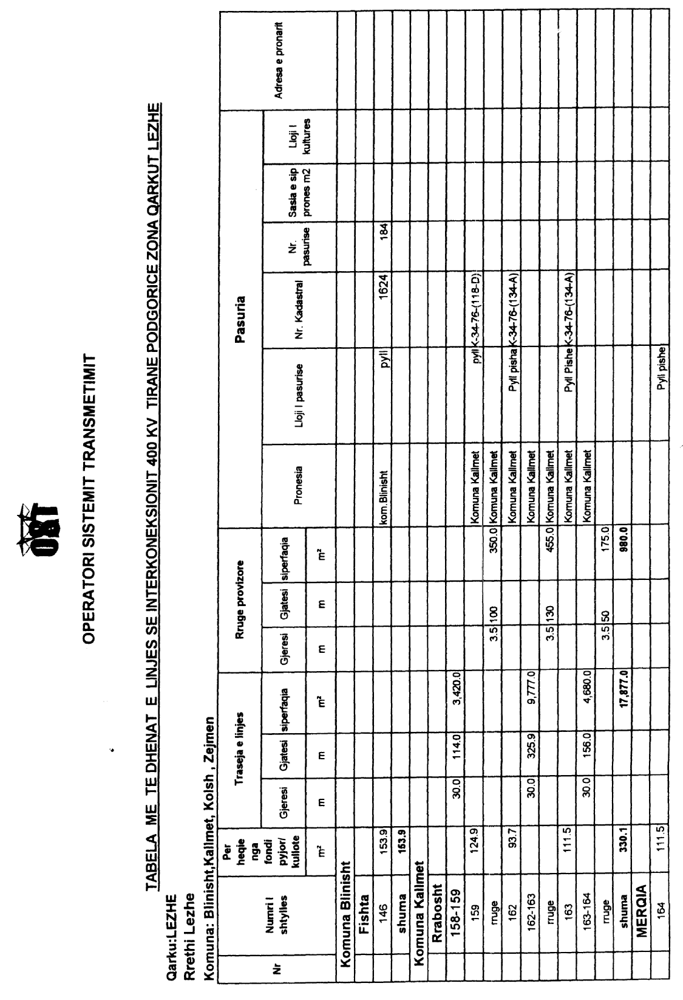 OST
OPERATORI SISTEMIT TRANSMETIMIT
TABELA ME TE DHENAT E LINJES SE INTERKONEKSIONIT 400 KV TIRANE PODGORICE ZONA QARKUT LEZHE
Qarku:LEZHE
Rrethi Lezhe
Komuna: Blinisht,Kallmet, Kolsh , Zejmen
Nr Numri I shtylles Per heqie nga fondi pyjor/ kullote Traseja e linjes Rruge provizore Pasuria Adresa e pronarit
Gjeresi Gjatesi siperfaqia Gjeresi Gjatesi siperfaqia Pronesia Lloji I pasurise Nr. Kadastral Nr. pasurise Sasia e sip prones m2 Lloji I kultures
m² m m m² m m m²
Komuna Blinisht
Fishta
146 153.9 kom.Blinisht pyll 1624 184
shuma 153.9
Komuna Kallmet
Rrabosht
158-159 30.0 114.0 3,420.0
159 124.9 Komuna Kallmet pyll K-34-76-(118-D)
rruge 3.5 100 350.0 Komuna Kallmet
162 93.7 Komuna Kallmet Pyll pisha K-34-76-(134-A)
162-163 30.0 325.9 9,777.0 Komuna Kallmet
rruge 3.5 130 455.0 Komuna Kallmet
163 111.5 Komuna Kallmet Pyll Pishe K-34-76-(134-A)
163-164 30.0 156.0 4,680.0 Komuna Kallmet
rruge 3.5 50 175.0
shuma 330.1 17,877.0 980.0
MERQIA
164 111.5 Pyll pishe